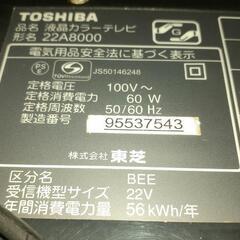 TOSHIBA
品名 液晶カラーテレビ
形名 22A8000
電気用品安全法に基づく表示
PS
E
JS50146248
定格電圧 100V～
定格消費電力 60 W
定格周波数 50/60 Hz
製造番号 95537543
株式会社 東芝
区分名 BEE
受信機型サイズ 22V
年間消費電力量 56 kWh/年